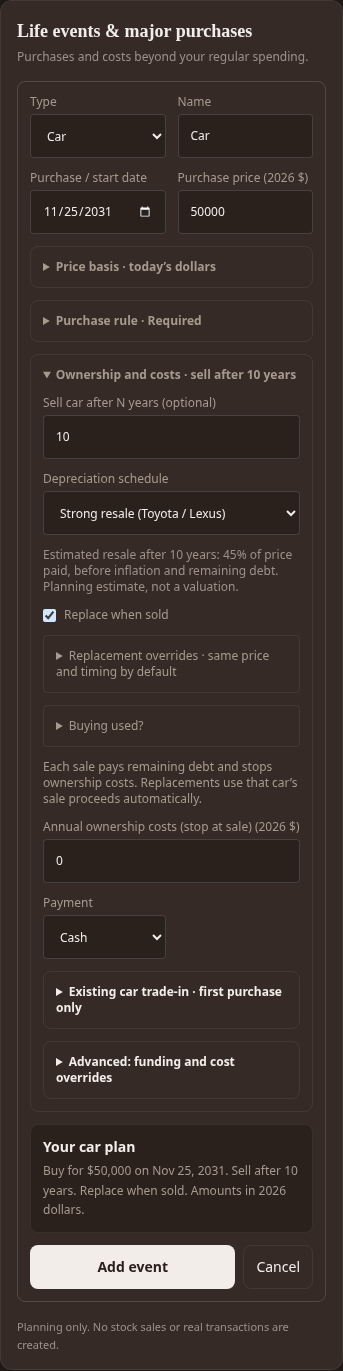 Life events & major purchases
Purchases and costs beyond your regular spending.
Type
Name
Car
Car
Purchase / start date
Purchase price (2026 $)
11/25/2031
50000
Price basis · today's dollars
Purchase rule · Required
Ownership and costs · sell after 10 years
Sell car after N years (optional)
10
Depreciation schedule
Strong resale (Toyota / Lexus)
Estimated resale after 10 years: 45% of price
paid, before inflation and remaining debt.
Planning estimate, not a valuation.
Replace when sold
Replacement overrides · same price
and timing by default
Buying used?
Each sale pays remaining debt and stops
ownership costs. Replacements use that car's
sale proceeds automatically.
Annual ownership costs (stop at sale) (2026 $)
0
Payment
Cash
Existing car trade-in · first purchase
only
Advanced: funding and cost
overrides
Your car plan
Buy for $50,000 on Nov 25, 2031. Sell after 10
years. Replace when sold. Amounts in 2026
dollars.
Add event
Cancel
Planning only. No stock sales or real transactions are
created.